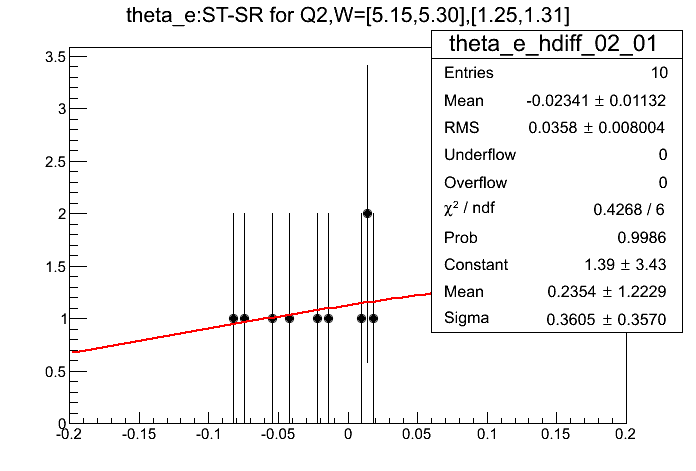 theta_e:ST-SR for Q2,W=[5.15,5.30],[1.25,1.31]
theta_e_hdiff_02_01
Entries 10
Mean -0.02341 ± 0.01132
RMS 0.0358 ± 0.008004
Underflow 0
Overflow 0
χ² / ndf 0.4268 / 6
Prob 0.9986
Constant 1.39 ± 3.43
Mean 0.2354 ± 1.2229
Sigma 0.3605 ± 0.3570
3.5
3
2.5
2
1.5
1
0.5
0
-0.2 -0.15 -0.1 -0.05 0 0.05 0.1 0.15 0.2